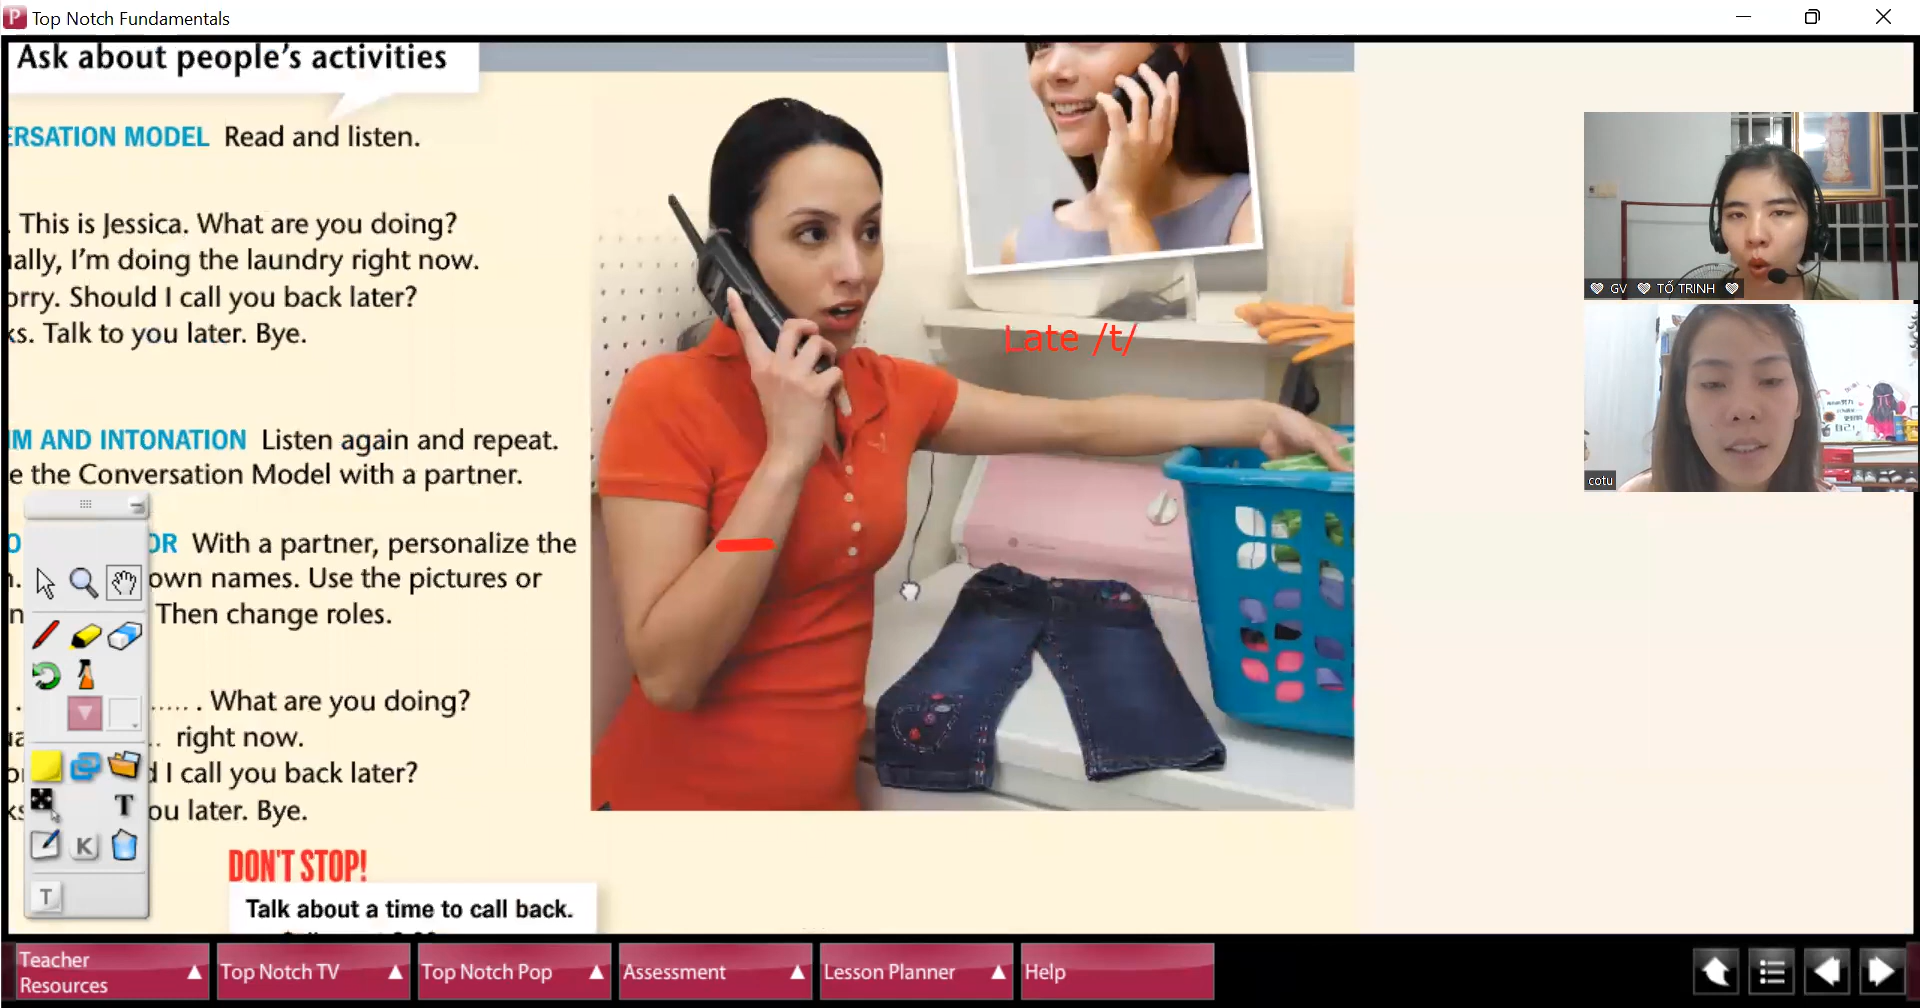 Top Notch Fundamentals
Ask about people's activities
ERSATION MODEL Read and listen.
. This is Jessica. What are you doing?
ally, I'm doing the laundry right now.
orry. Should I call you back later?
ks. Talk to you later. Bye.
Late /t/
M AND INTONATION Listen again and repeat.
e the Conversation Model with a partner.
OR With a partner, personalize the
own names. Use the pictures or
Then change roles.
..... . What are you doing?
.. right now.
d I call you back later?
ou later. Bye.
DON'T STOP!
Talk about a time to call back.
GV TỐ TRINH
cotu
T
K
T
Teacher Resources
Top Notch TV
Top Notch Pop
Assessment
Lesson Planner
Help